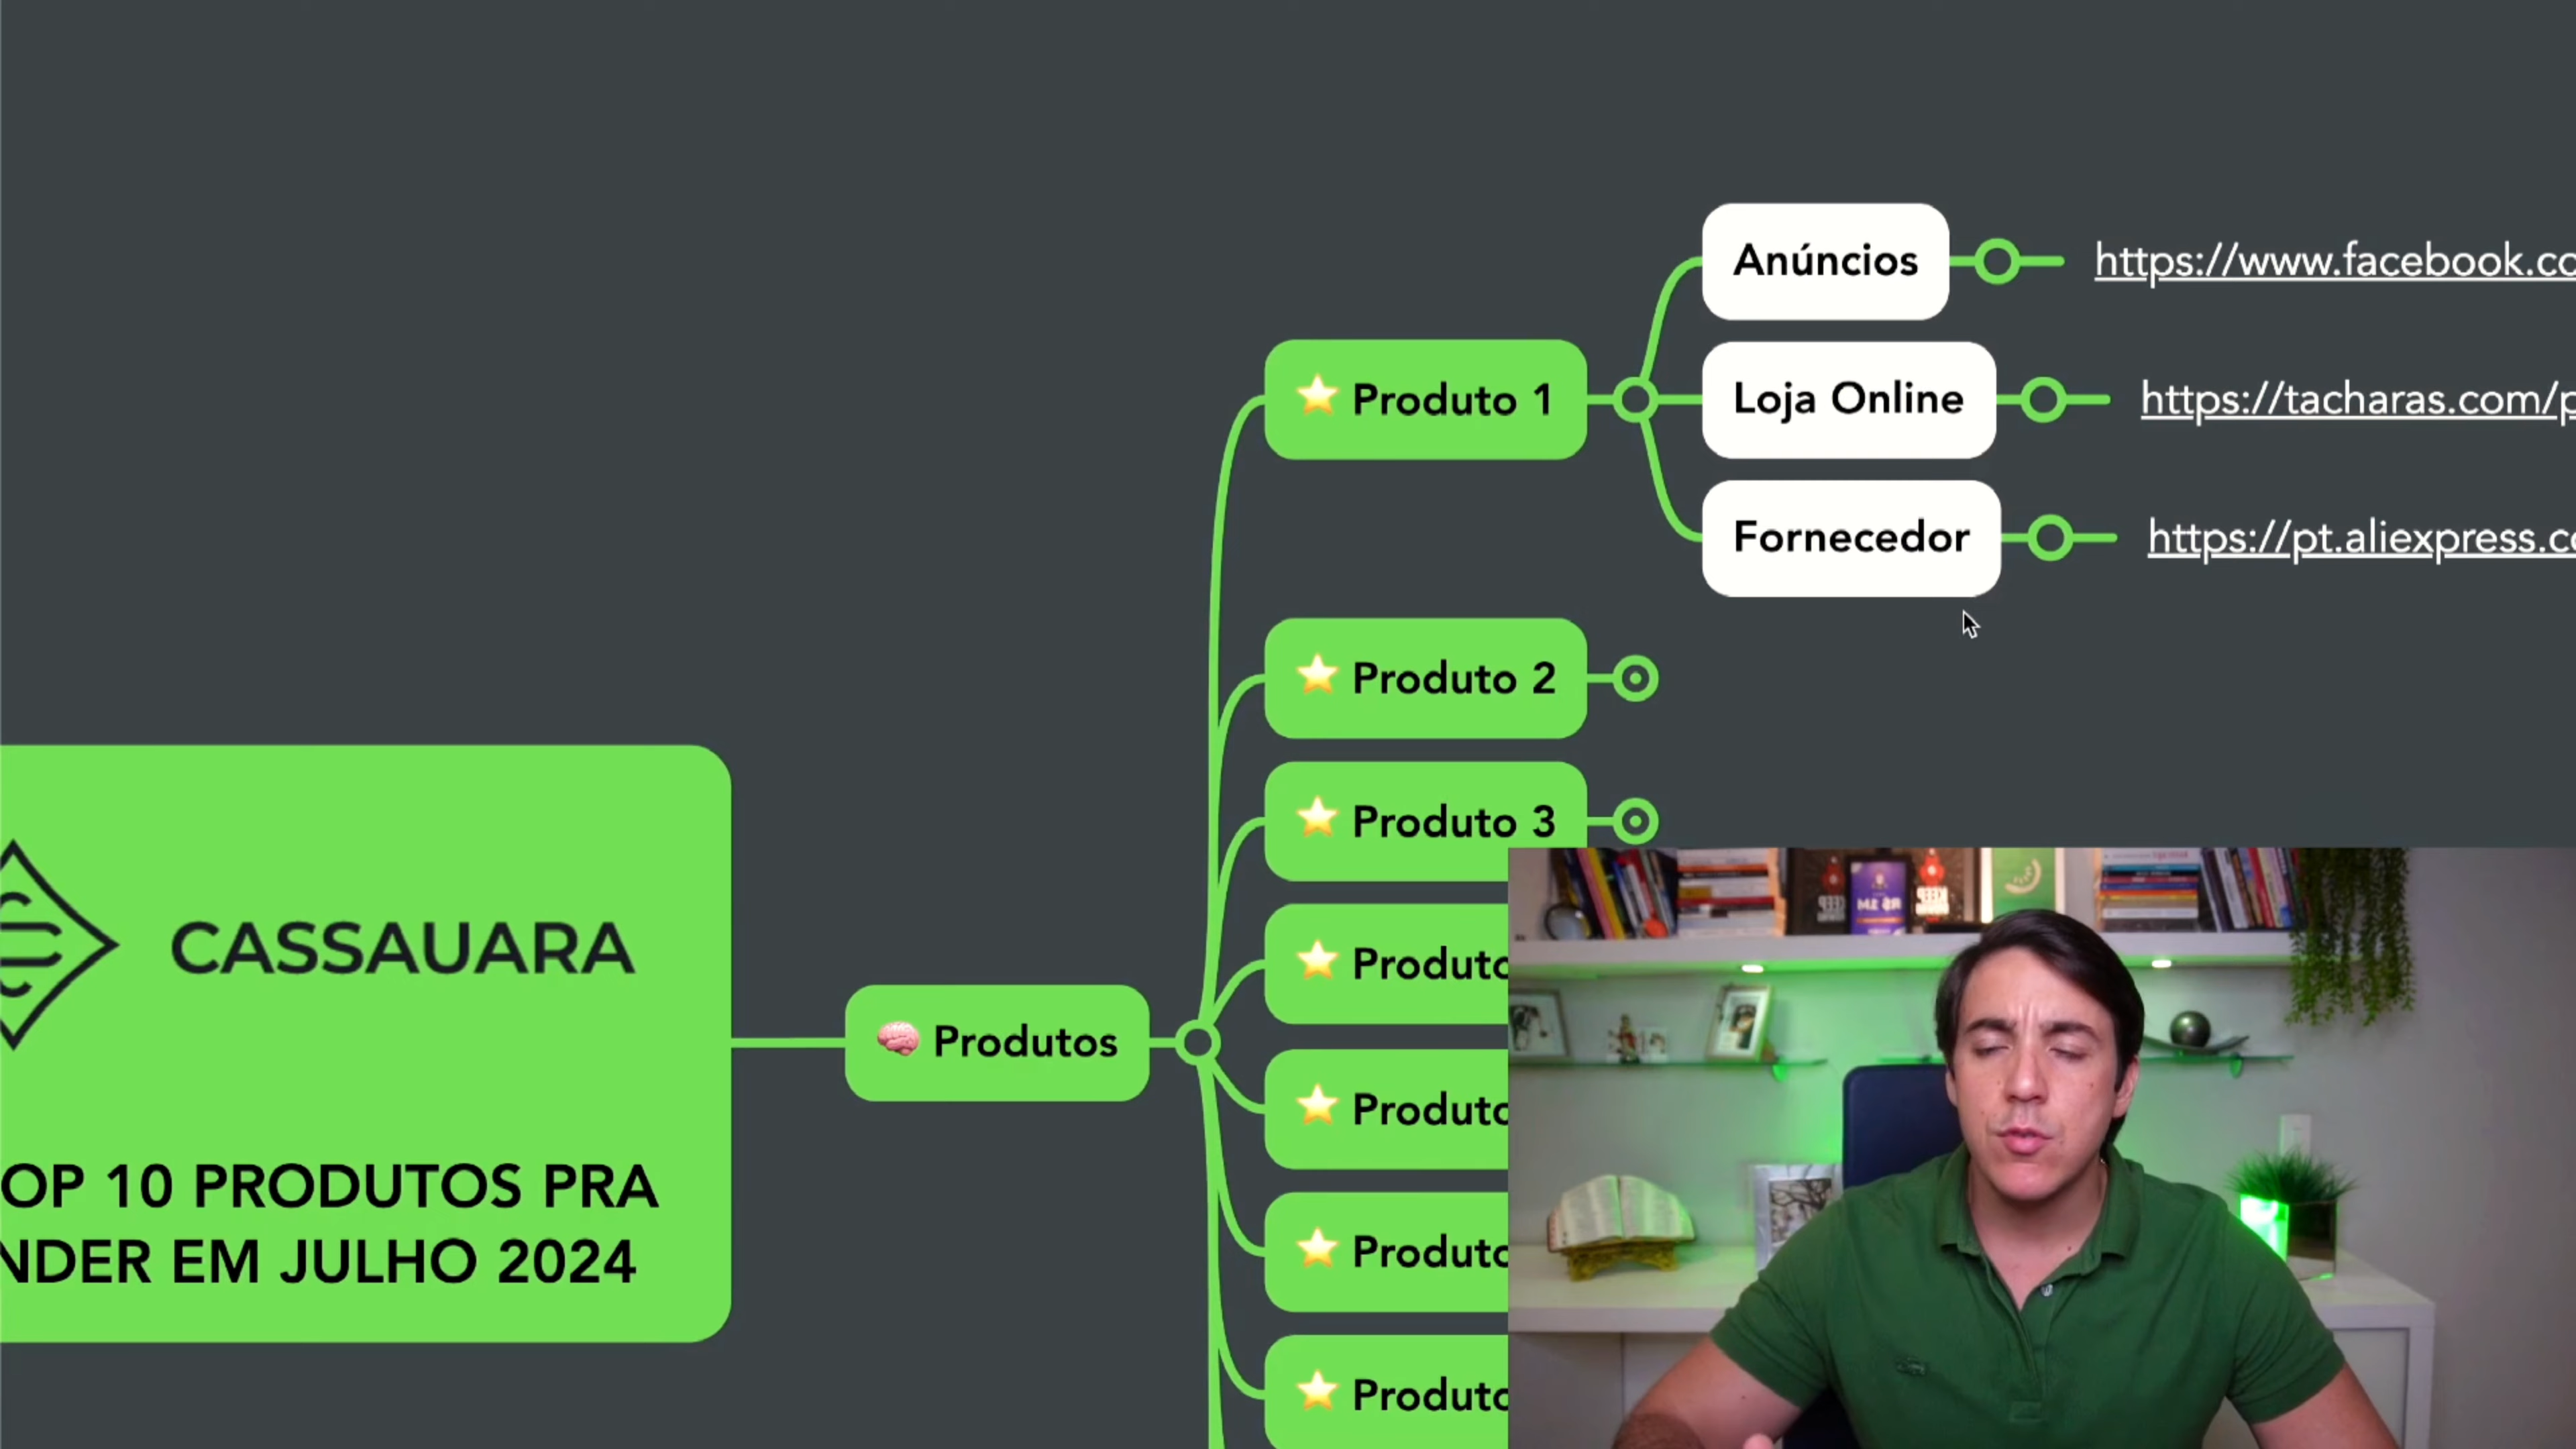 Anúncios
https://www.facebook.co
Produto 1
Loja Online
https://tacharas.com/p
Fornecedor
https://pt.aliexpress.c
Produto 2
Produto 3
CASSAUARA
Produto
Produtos
Produto
OP 10 PRODUTOS PRA
NDER EM JULHO 2024
Produto
Produto